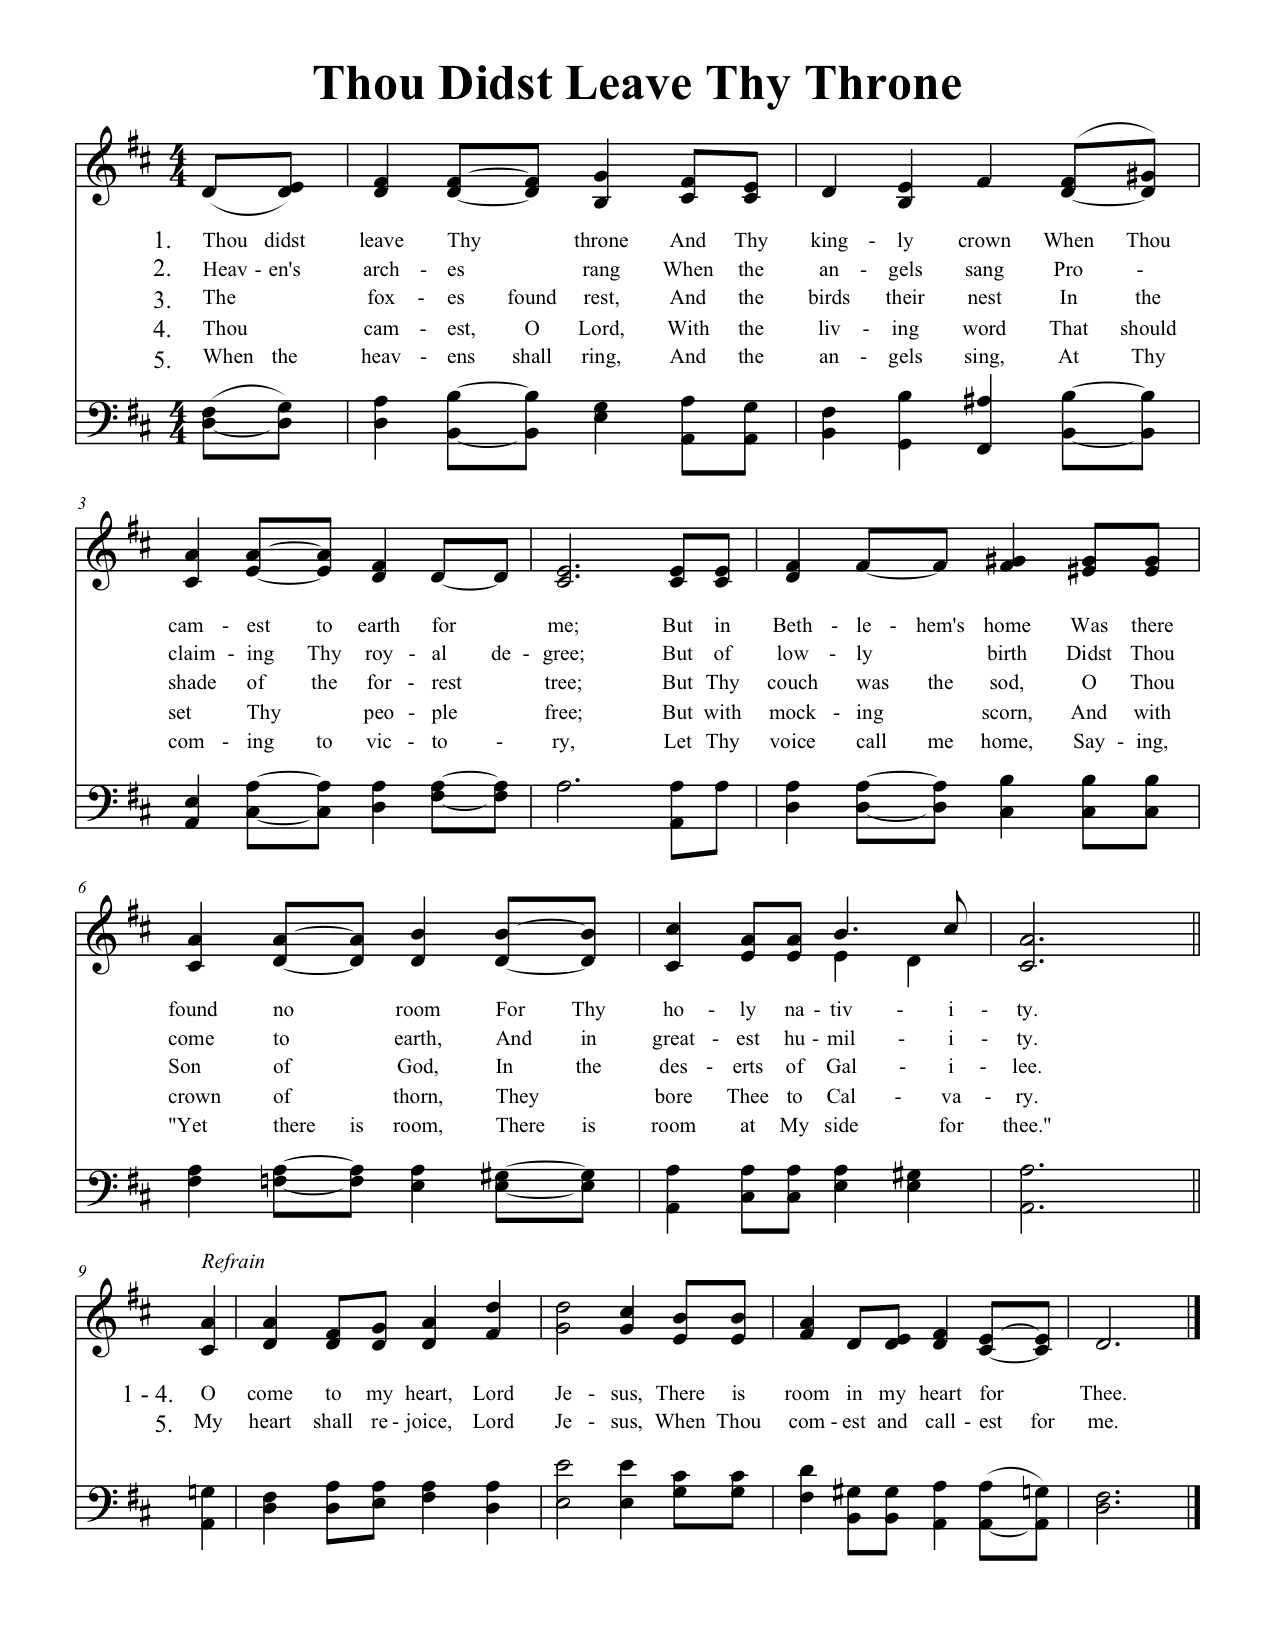 Thou Didst Leave Thy Throne
4 4
1. Thou didst leave Thy throne And Thy king - ly crown When Thou
2. Heav - en's arch - es rang When the an - gels sang Pro -
3. The fox - es found rest, And the birds their nest In the
4. Thou cam - est, O Lord, With the liv - ing word That should
5. When the heav - ens shall ring, And the an - gels sing, At Thy
4 4
3
cam - est to earth for me; But in Beth - le - hem's home Was there
claim - ing Thy roy - al de - gree; But of low - ly birth Didst Thou
shade of the for - rest tree; But Thy couch was the sod, O Thou
set Thy peo - ple free; But with mock - ing scorn, And with
com - ing to vic - to - ry, Let Thy voice call me home, Say - ing,
6
found no room For Thy ho - ly na - tiv - i - ty.
come to earth, And in great - est hu - mil - i - ty.
Son of God, In the des - erts of Gal - i - lee.
crown of thorn, They bore Thee to Cal - va - ry.
"Yet there is room, There is room at My side for thee."
9
Refrain
1 - 4. O come to my heart, Lord Je - sus, There is room in my heart for Thee.
5. My heart shall re - joice, Lord Je - sus, When Thou com - est and call - est for me.